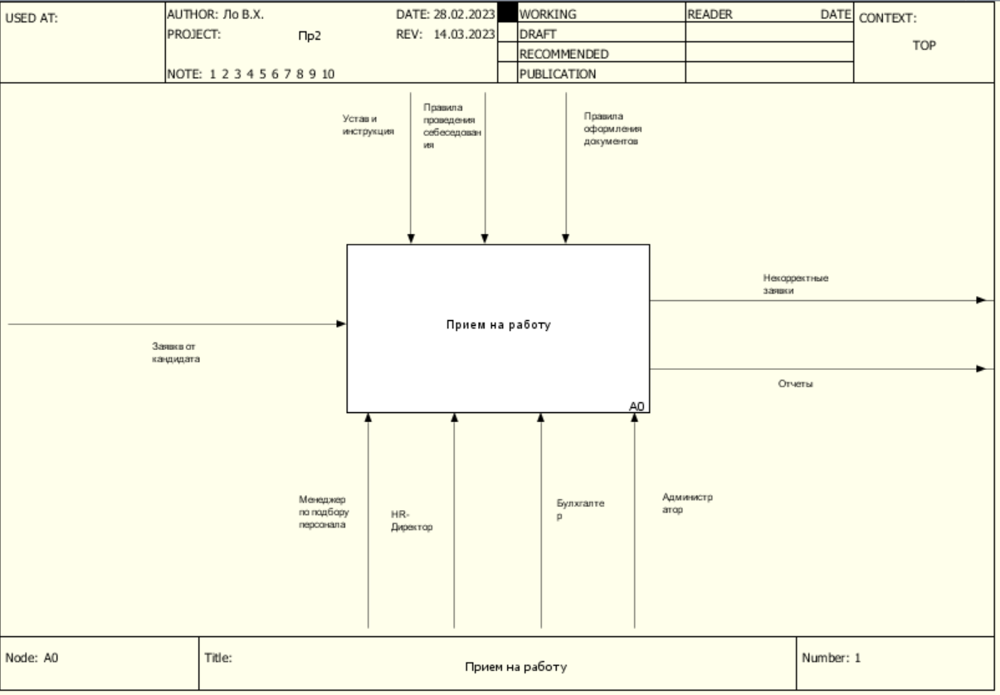 USED AT:
AUTHOR: Ло В.Х.
DATE: 28.02.2023
PROJECT: Пр2
REV: 14.03.2023
NOTE: 1 2 3 4 5 6 7 8 9 10
WORKING
DRAFT
RECOMMENDED
PUBLICATION
READER DATE
CONTEXT:
TOP
Устав и
инструкция
Правила
проведения
себеседован
ия
Правила
оформления
документов
Прием на работу
A0
Заявкв от
кандидата
Некорректные
заявки
Отчеты
Менеджер
по подбору
персонала
HR-
Директор
Булхгалте
р
Администр
атор
Node: A0
Title:
Прием на работу
Number: 1